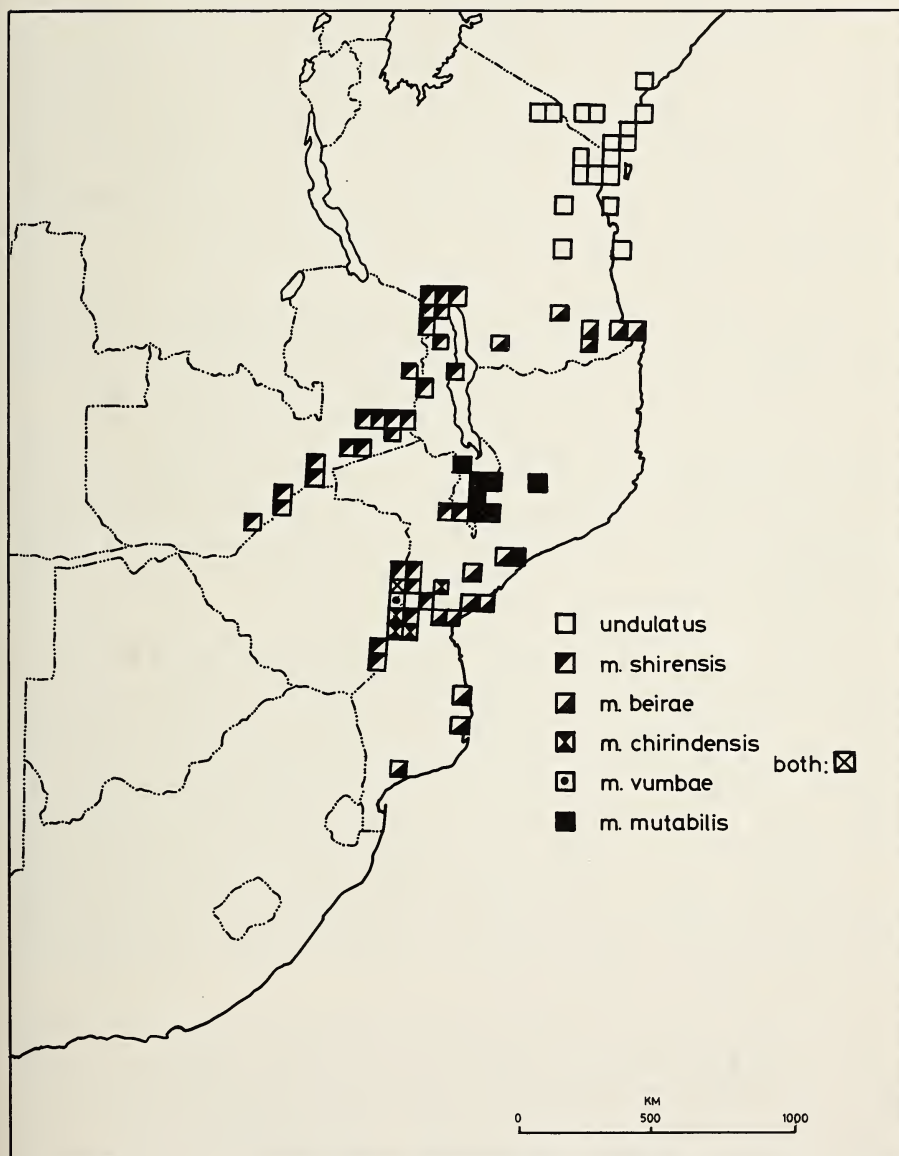 undulatus
m. shirensis
m. beirae
m. chirindensis
both:
m. vumbae
m. mutabilis
KM
0 500 1000